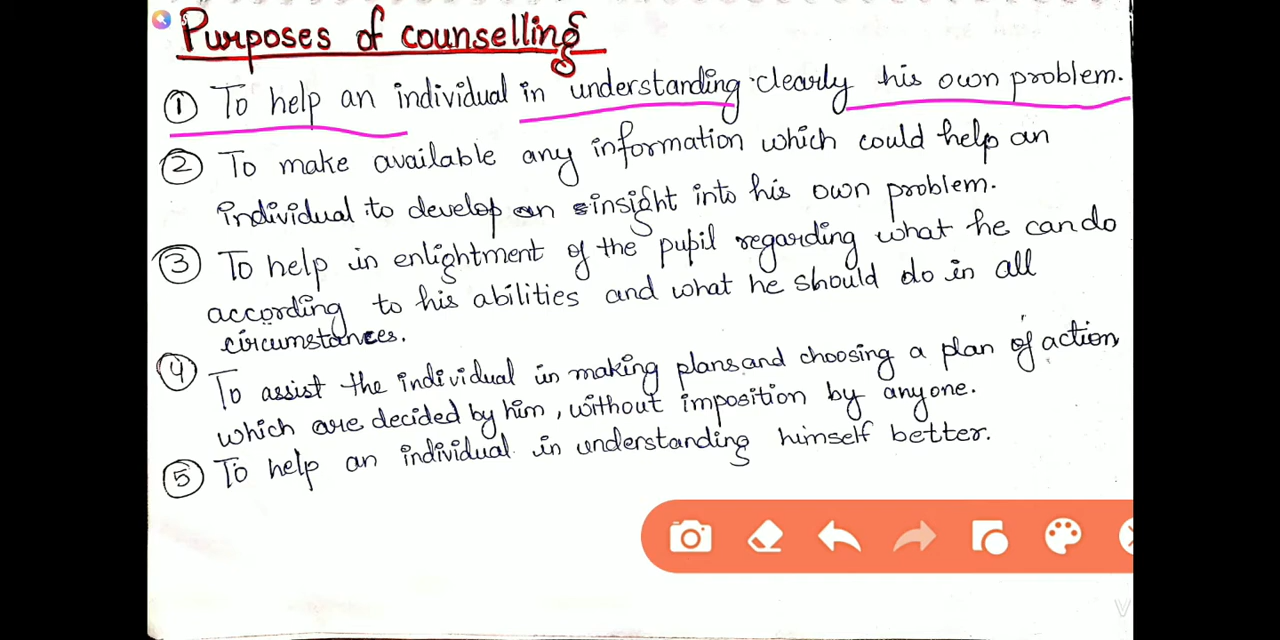 Purposes of counselling
① To help an individual in understanding clearly his own problem.
② To make available any information which could help an
individual to develop an insight into his own problem.
③ To help in enlightment of the pupil regarding what he can do
according to his abilities and what he should do in all
circumstances.
④ To assist the individual in making plans and choosing a plan of action
which are decided by him, without imposition by anyone.
⑤ To help an individual in understanding himself better.